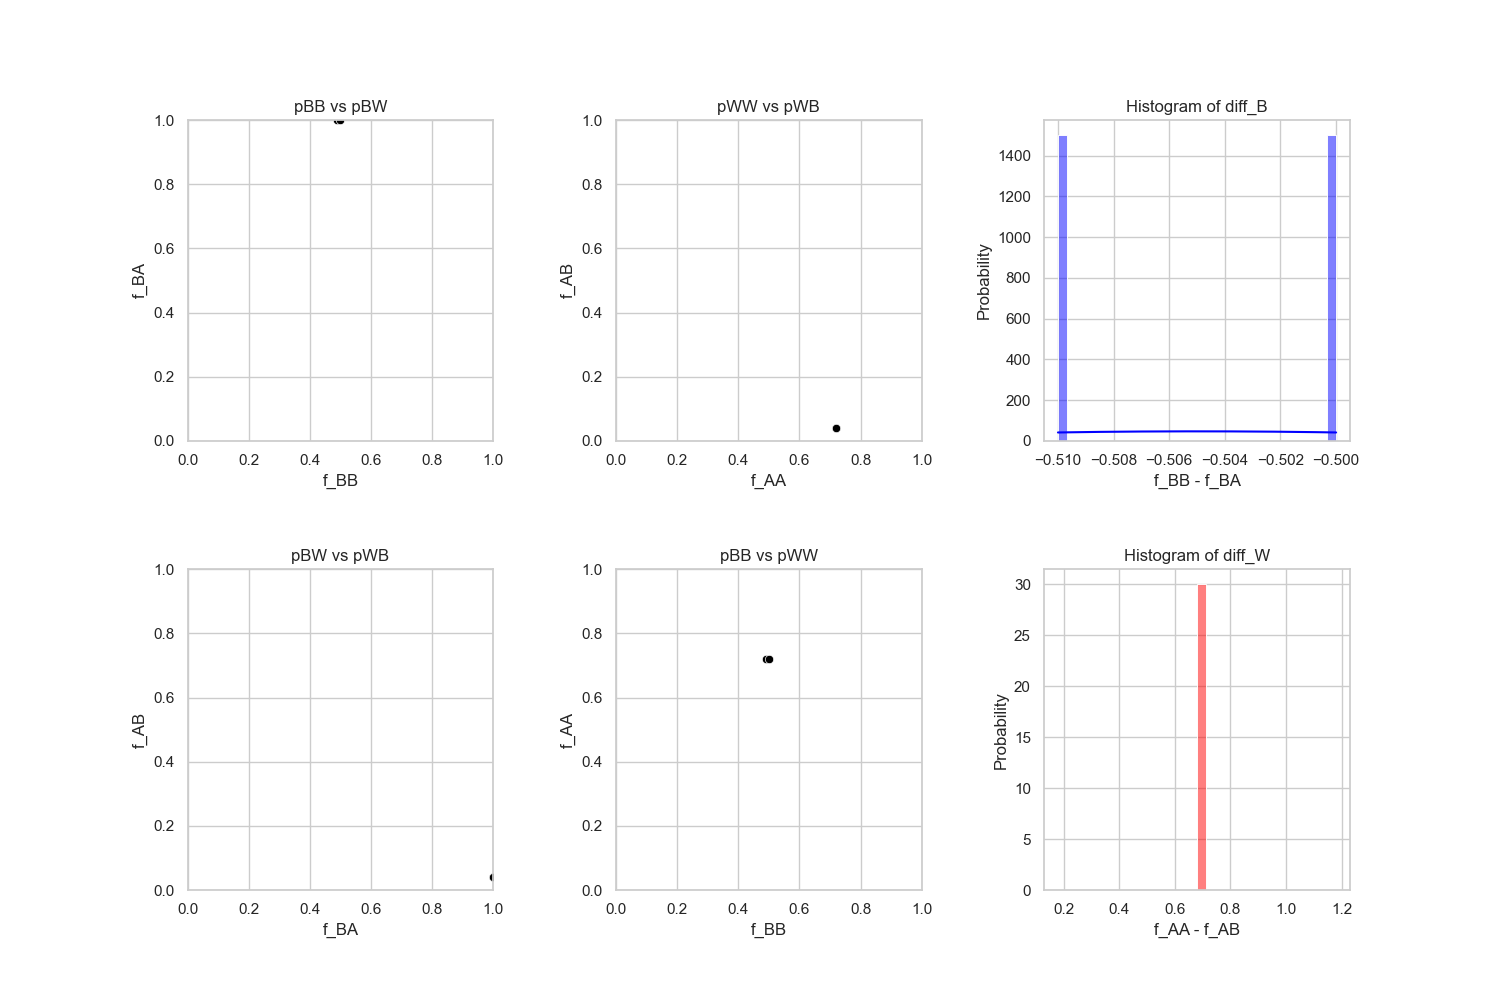 pBB vs pBW
1.0
0.8
0.6
0.4
0.2
0.0
f_BA
0.0 0.2 0.4 0.6 0.8 1.0
f_BB
pWW vs pWB
1.0
0.8
0.6
0.4
0.2
0.0
f_AB
0.0 0.2 0.4 0.6 0.8 1.0
f_AA
Histogram of diff_B
1400
1200
1000
800
600
400
200
0
Probability
−0.510 −0.508 −0.506 −0.504 −0.502 −0.500
f_BB - f_BA
pBW vs pWB
1.0
0.8
0.6
0.4
0.2
0.0
f_AB
0.0 0.2 0.4 0.6 0.8 1.0
f_BA
pBB vs pWW
1.0
0.8
0.6
0.4
0.2
0.0
f_AA
0.0 0.2 0.4 0.6 0.8 1.0
f_BB
Histogram of diff_W
30
25
20
15
10
5
0
Probability
0.2 0.4 0.6 0.8 1.0 1.2
f_AA - f_AB